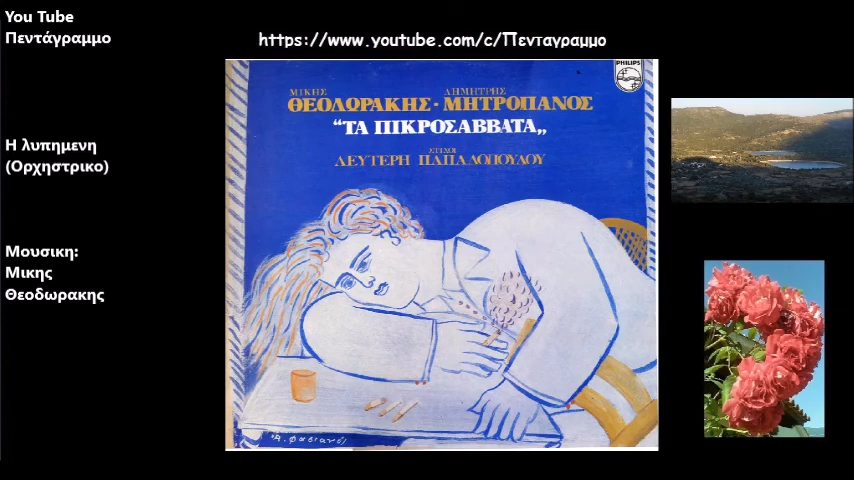 You Tube
Πεντάγραμμο
https://www.youtube.com/c/Πενταγραμμο
Η λυπημενη
(Ορχηστρικο)
Μουσικη:
Μικης
Θεοδωρακης
PHILIPS
ΜΙΚΗΣ ΔΗΜΗΤΡΗΣ
ΘΕΟΔΩΡΑΚΗΣ · ΜΗΤΡΟΠΑΝΟΣ
“ΤΑ ΠΙΚΡΟΣΑΒΒΑΤΑ„
ΣΤΙΧΟΙ
ΛΕΥΤΕΡΗ ΠΑΠΑΔΟΠΟΥΛΟΥ
Α. φασιανός